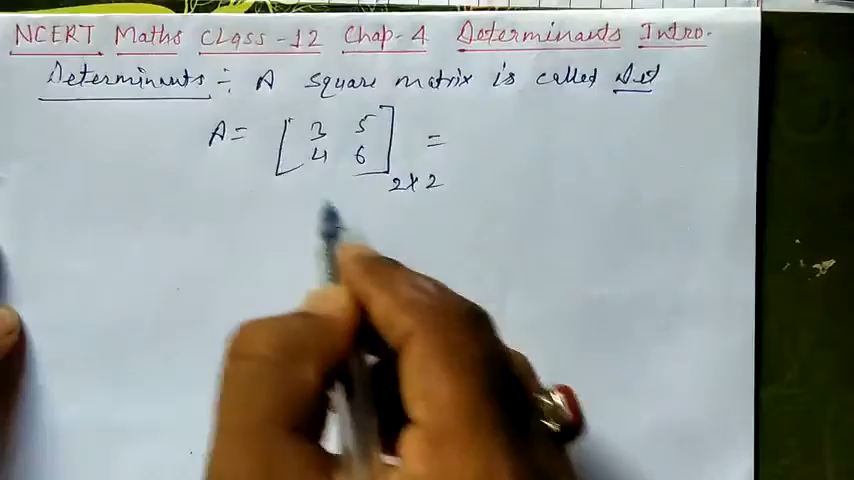 NCERT Maths Class-12 Chap-4 Determinants Intro.
Determinants ÷ A square matrix is called Det
A = [ 3 5
4 6 ] 2×2 =